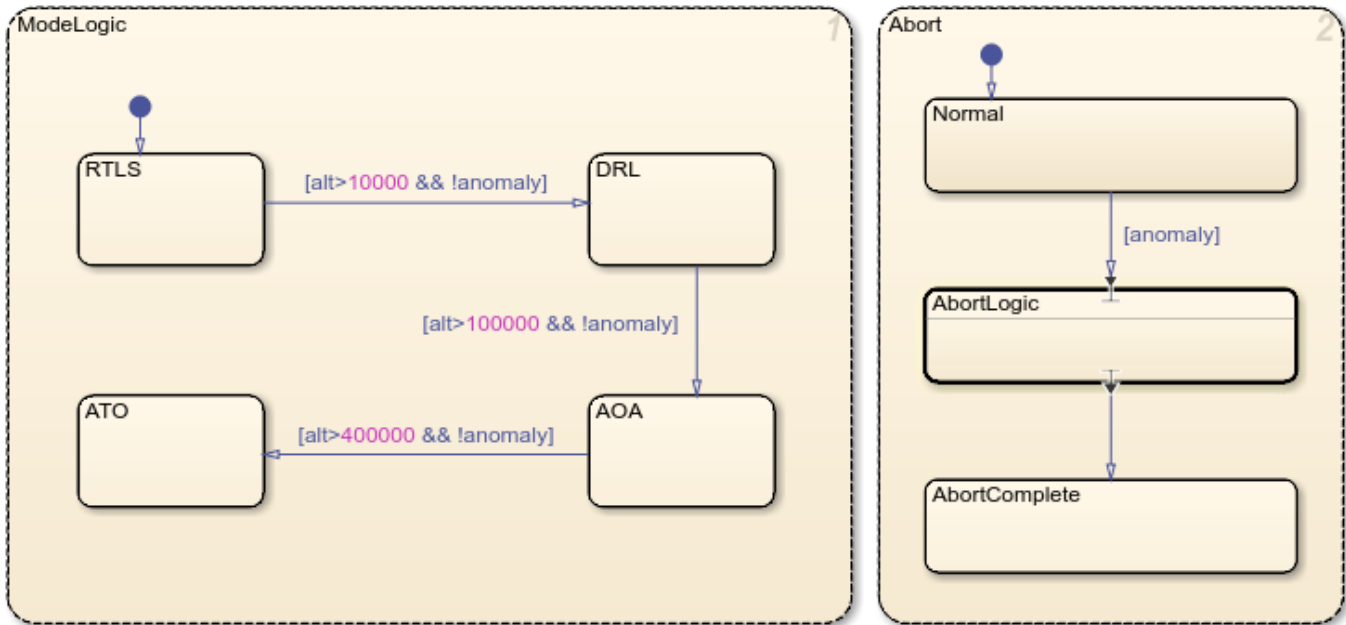 ModeLogic
1
RTLS
[alt>10000 && !anomaly]
DRL
[alt>100000 && !anomaly]
ATO
[alt>400000 && !anomaly]
AOA
Abort
2
Normal
[anomaly]
AbortLogic
AbortComplete